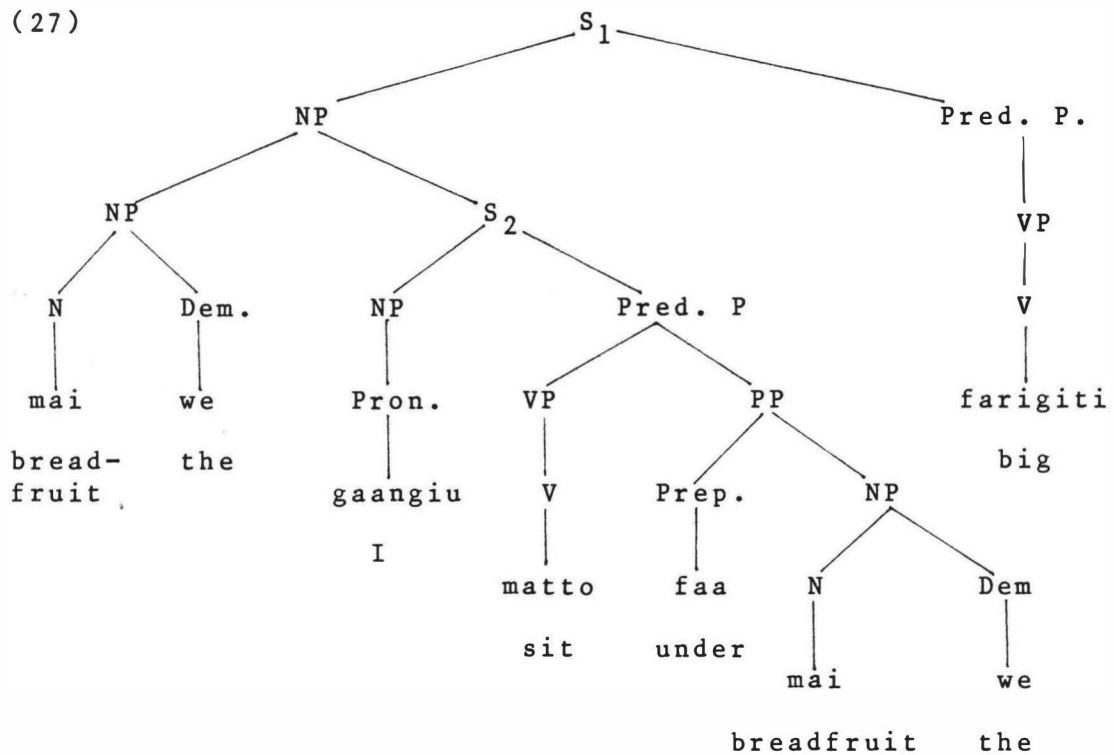 (27)
S1
NP Pred. P.
NP S2 VP
N Dem. NP Pred. P V
mai we Pron. VP PP farigiti
bread- the big
fruit gaangiu V Prep. NP
I
matto faa N Dem
sit under
mai we
breadfruit the